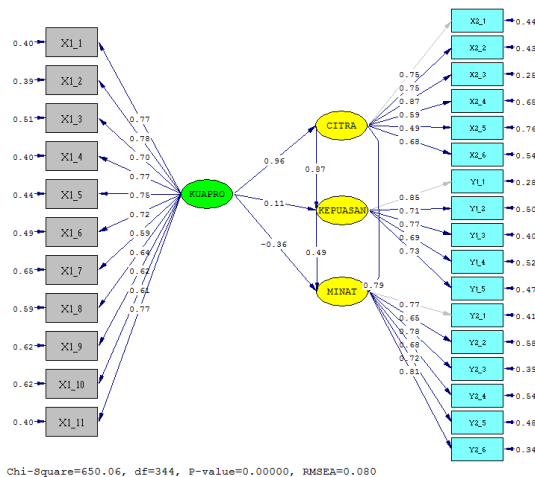 0.40 X1_1
0.39 X1_2
0.51 X1_3
0.40 X1_4
0.44 X1_5
0.49 X1_6
0.65 X1_7
0.59 X1_8
0.62 X1_9
0.62 X1_10
0.40 X1_11
0.77
0.78
0.70
0.77
0.75
0.72
0.59
0.64
0.62
0.61
0.77
KUAPRO
0.96
0.11
-0.36
CITRA
0.87
KEPUASAN
0.49
MINAT
0.79
0.75
0.75
0.87
0.59
0.49
0.68
0.85
0.71
0.77
0.69
0.73
0.77
0.65
0.78
0.68
0.72
0.81
X2_1 0.44
X2_2 0.43
X2_3 0.25
X2_4 0.65
X2_5 0.76
X2_6 0.54
Y1_1 0.28
Y1_2 0.50
Y1_3 0.40
Y1_4 0.52
Y1_5 0.47
Y2_1 0.41
Y2_2 0.58
Y2_3 0.39
Y2_4 0.54
Y2_5 0.48
Y2_6 0.34
Chi-Square=650.06, df=344, P-value=0.00000, RMSEA=0.080